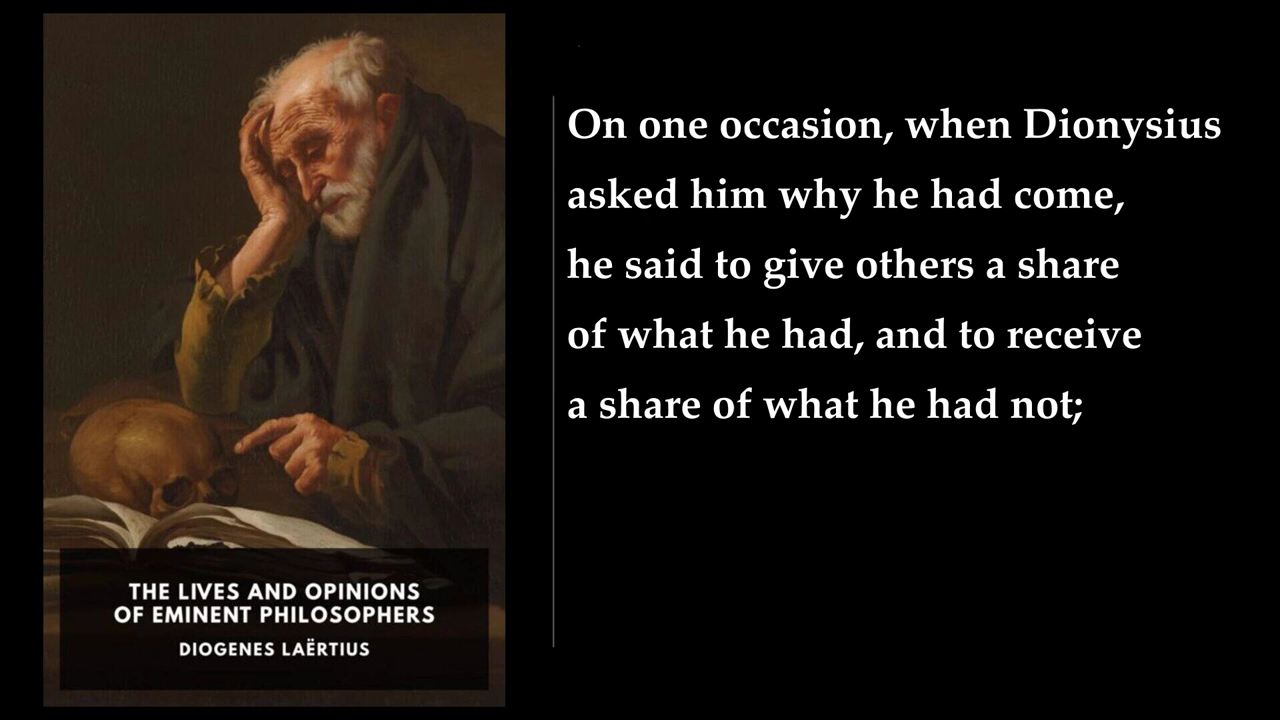 THE LIVES AND OPINIONS
OF EMINENT PHILOSOPHERS
DIOGENES LAËRTIUS
On one occasion, when Dionysius
asked him why he had come,
he said to give others a share
of what he had, and to receive
a share of what he had not;